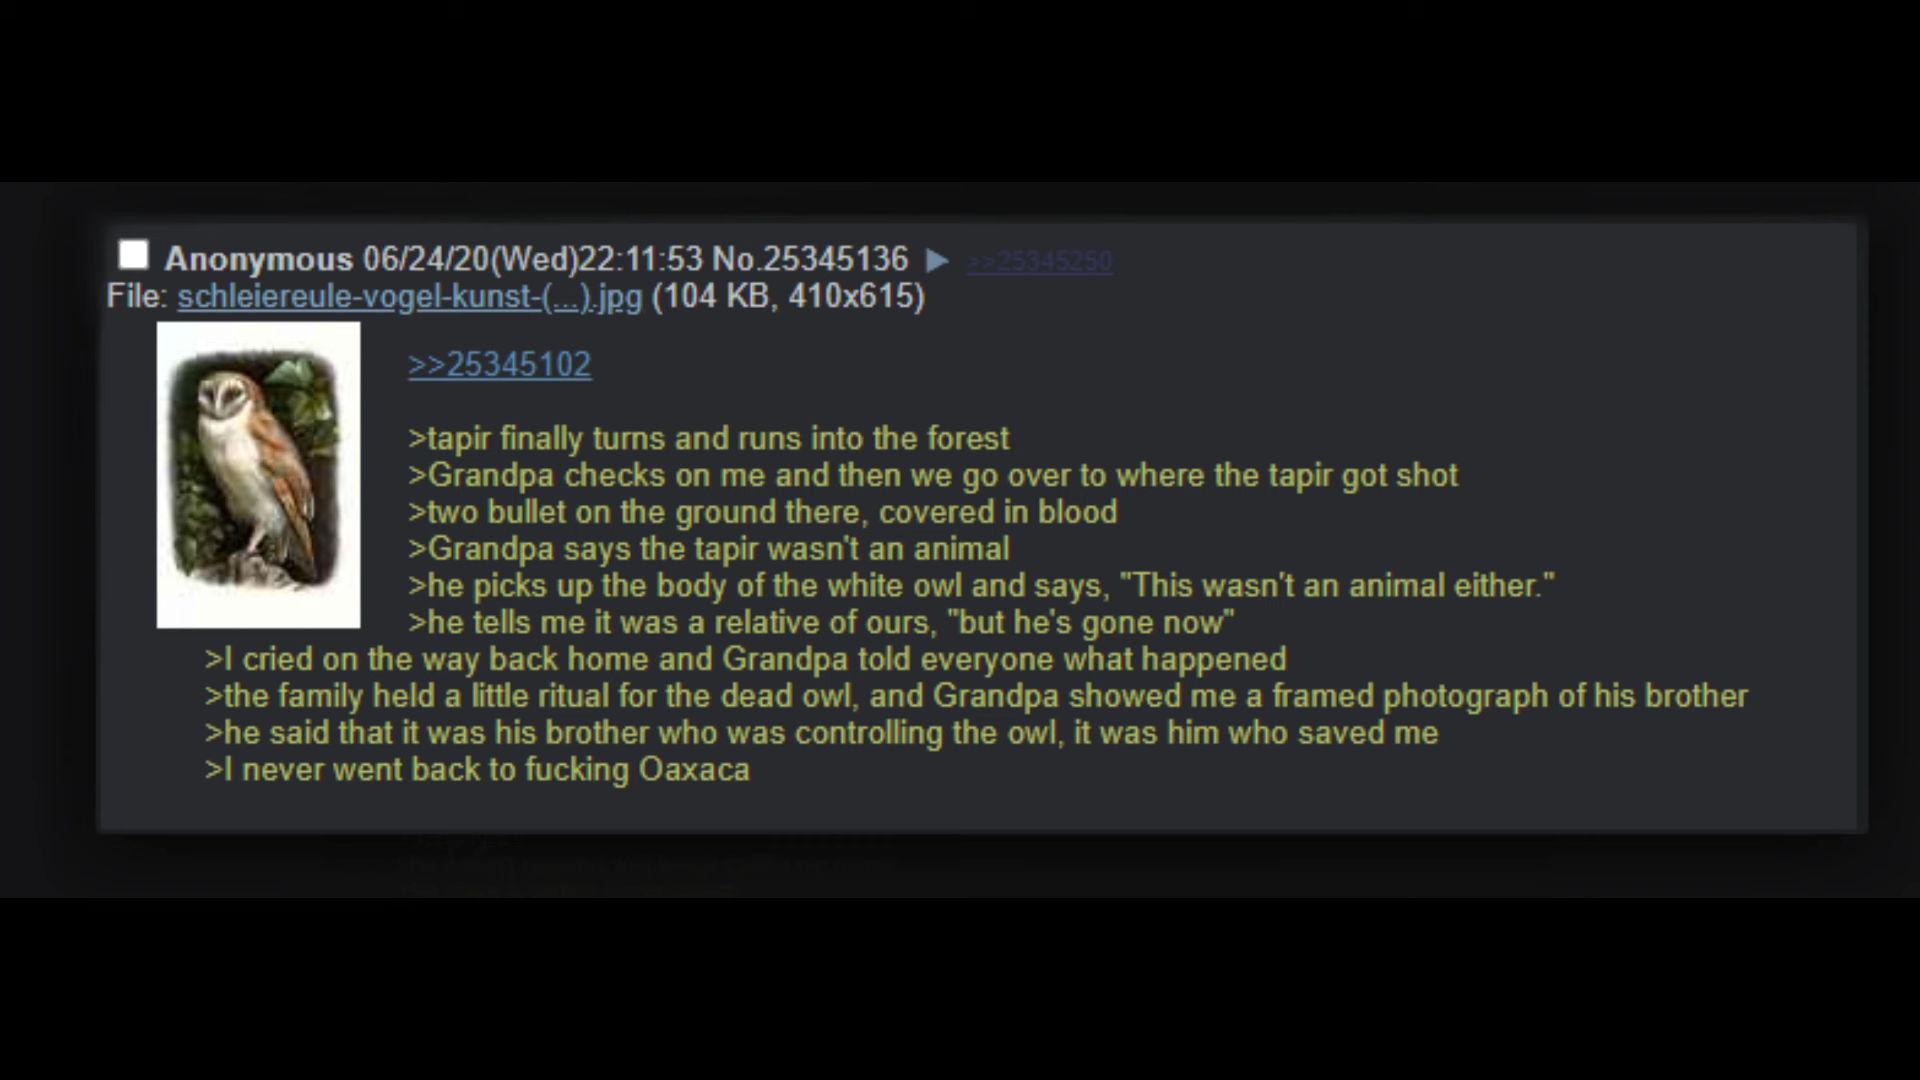 Anonymous 06/24/20(Wed)22:11:53 No.25345136 ▶ >>25345250
File: schleiereule-vogel-kunst-(...).jpg (104 KB, 410x615)
>>25345102
>tapir finally turns and runs into the forest
>Grandpa checks on me and then we go over to where the tapir got shot
>two bullet on the ground there, covered in blood
>Grandpa says the tapir wasn't an animal
>he picks up the body of the white owl and says, "This wasn't an animal either."
>he tells me it was a relative of ours, "but he's gone now"
>I cried on the way back home and Grandpa told everyone what happened
>the family held a little ritual for the dead owl, and Grandpa showed me a framed photograph of his brother
>he said that it was his brother who was controlling the owl, it was him who saved me
>I never went back to fucking Oaxaca